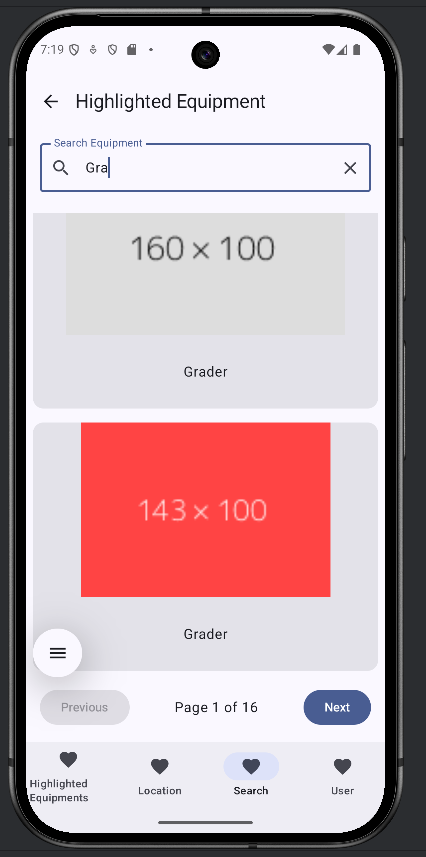 7:19
Highlighted Equipment
Search Equipment
Gra
160 × 100
Grader
143 × 100
Grader
Previous
Page 1 of 16
Next
Highlighted
Equipments
Location
Search
User